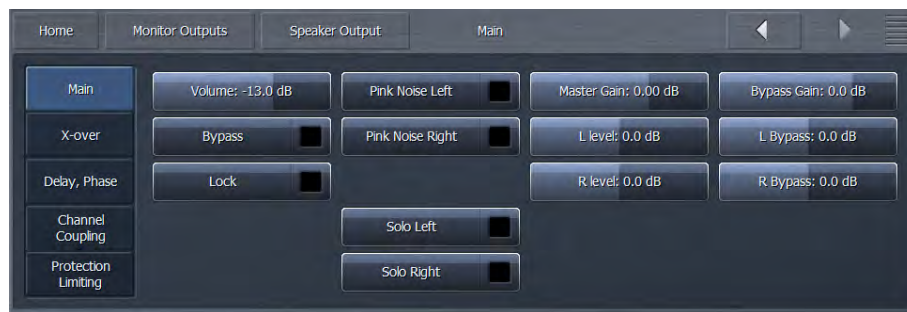 Home
Monitor Outputs
Speaker Output
Main
Main
X-over
Delay, Phase
Channel
Coupling
Protection
Limiting
Volume: -13.0 dB
Bypass
Lock
Pink Noise Left
Pink Noise Right
Solo Left
Solo Right
Master Gain: 0.00 dB
L level: 0.0 dB
R level: 0.0 dB
Bypass Gain: 0.0 dB
L Bypass: 0.0 dB
R Bypass: 0.0 dB